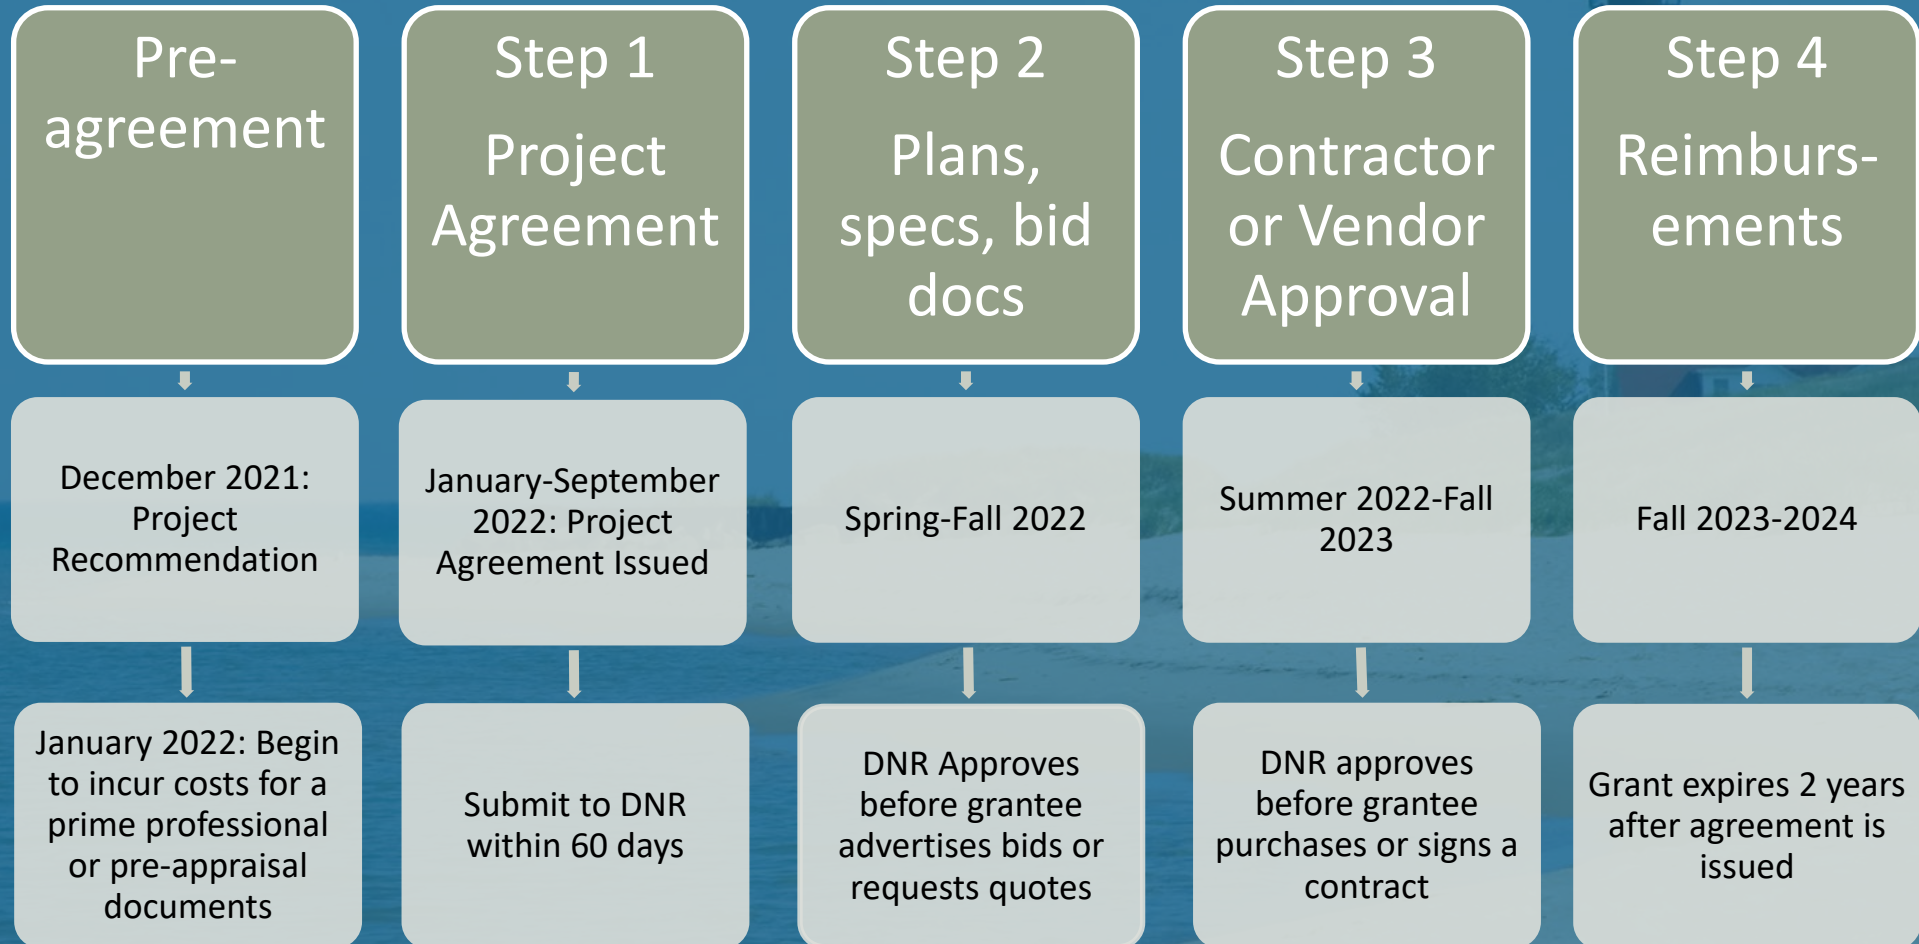 Pre-
agreement
December 2021:
Project
Recommendation
January 2022: Begin
to incur costs for a
prime professional
or pre-appraisal
documents
Step 1
Project
Agreement
January-September
2022: Project
Agreement Issued
Submit to DNR
within 60 days
Step 2
Plans,
specs, bid
docs
Spring-Fall 2022
DNR Approves
before grantee
advertises bids or
requests quotes
Step 3
Contractor
or Vendor
Approval
Summer 2022-Fall
2023
DNR approves
before grantee
purchases or signs a
contract
Step 4
Reimburs-
ements
Fall 2023-2024
Grant expires 2 years
after agreement is
issued